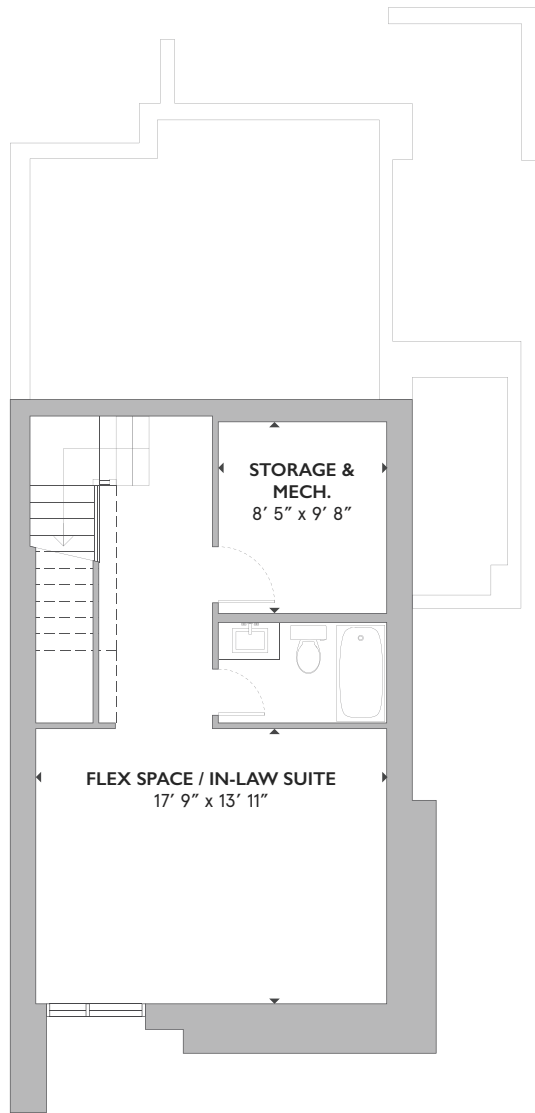 STORAGE &
MECH.
8′ 5″ x 9′ 8″
FLEX SPACE / IN-LAW SUITE
17′ 9″ x 13′ 11″